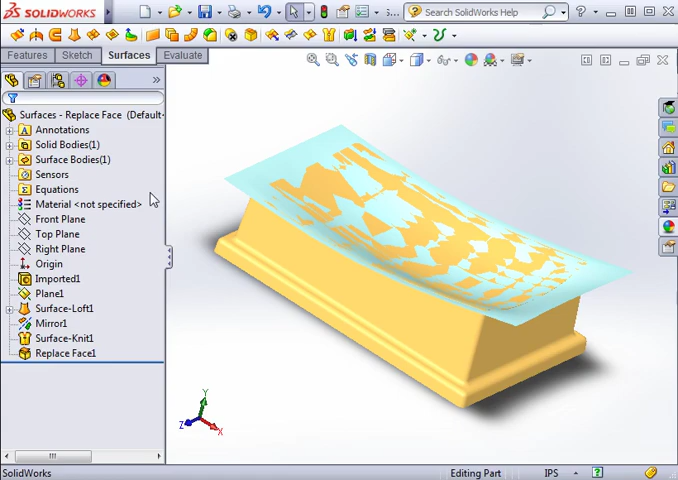 SOLIDWORKS
Search SolidWorks Help
Features
Sketch
Surfaces
Evaluate
Surfaces - Replace Face (Default
Annotations
Solid Bodies(1)
Surface Bodies(1)
Sensors
Equations
Material <not specified>
Front Plane
Top Plane
Right Plane
Origin
Imported1
Plane1
Surface-Loft1
Mirror1
Surface-Knit1
Replace Face1
Y
Z
X
SolidWorks
Editing Part
IPS